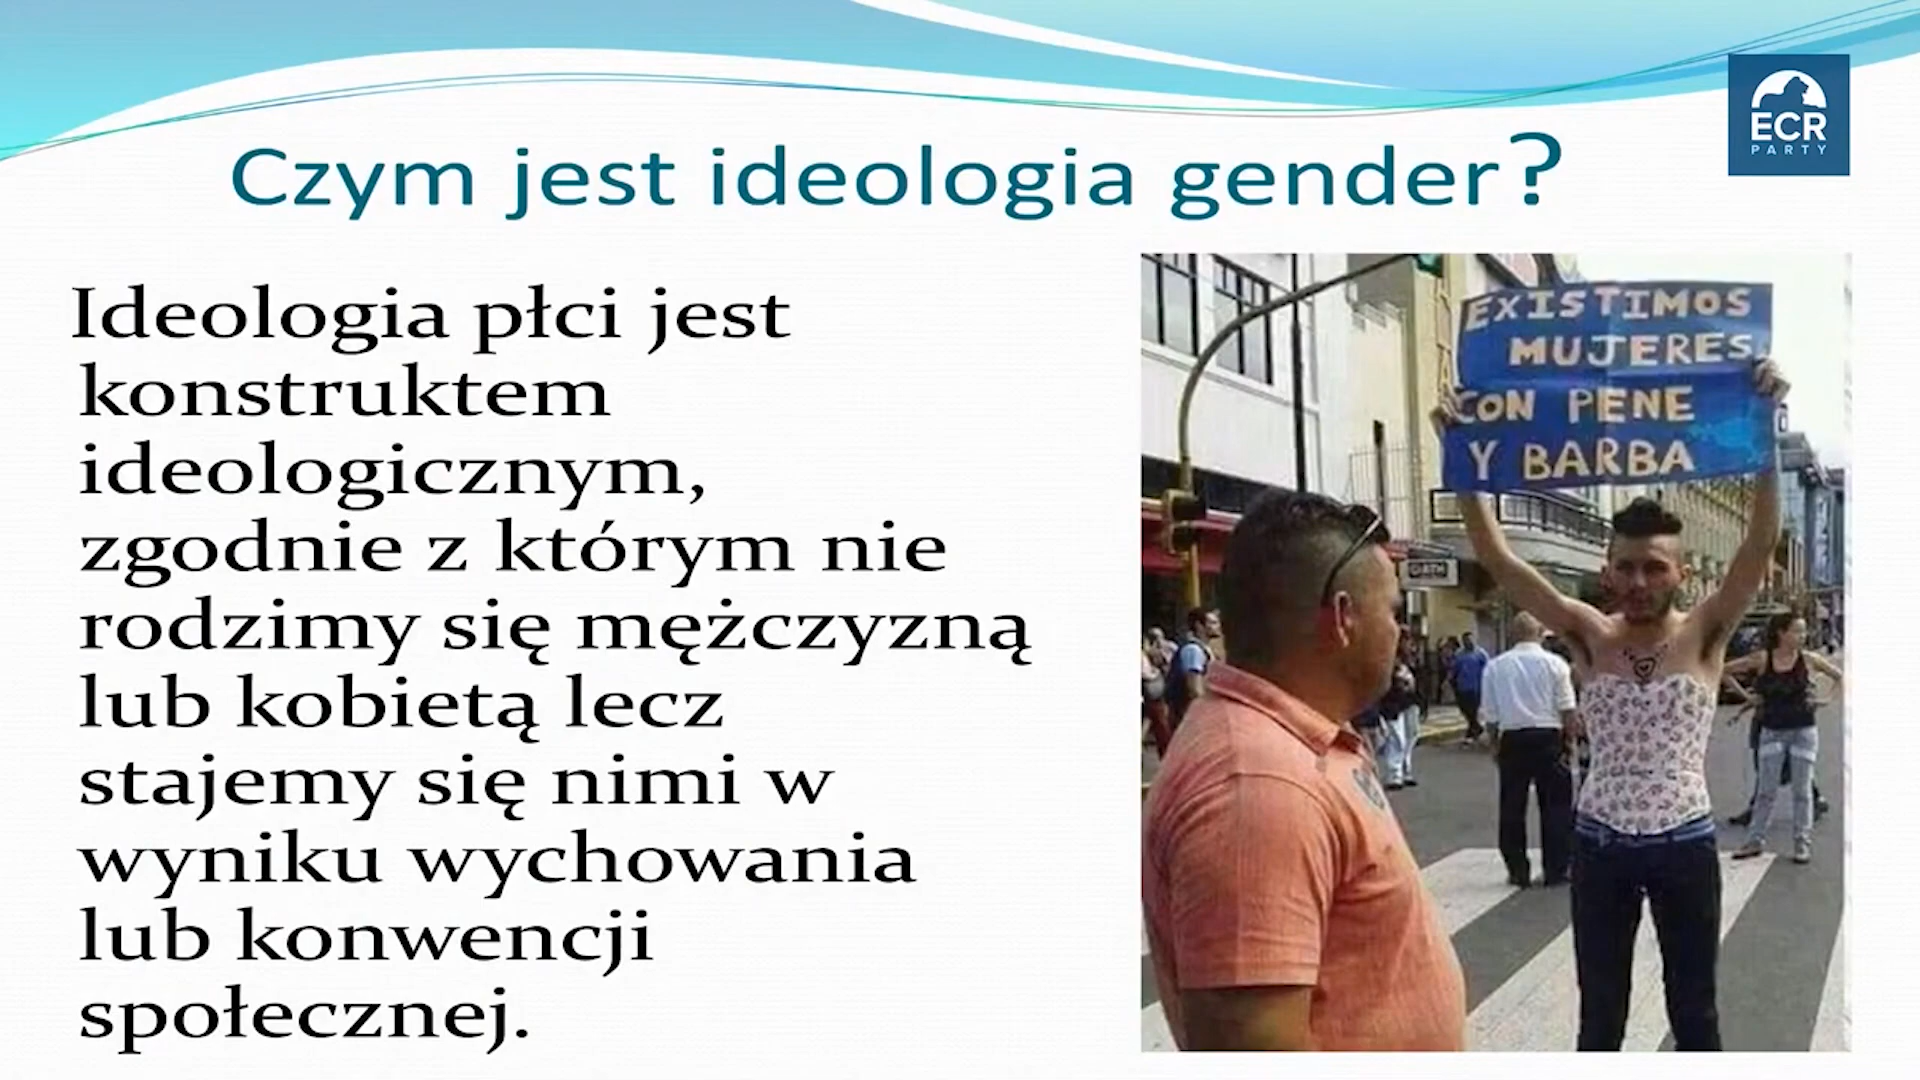 Czym jest ideologia gender?
ECR
PARTY
Ideologia płci jest
konstruktem
ideologicznym,
zgodnie z którym nie
rodzimy się mężczyzną
lub kobietą lecz
stajemy się nimi w
wyniku wychowania
lub konwencji
społecznej.
EXISTIMOS
MUJERES
CON PENE
Y BARBA